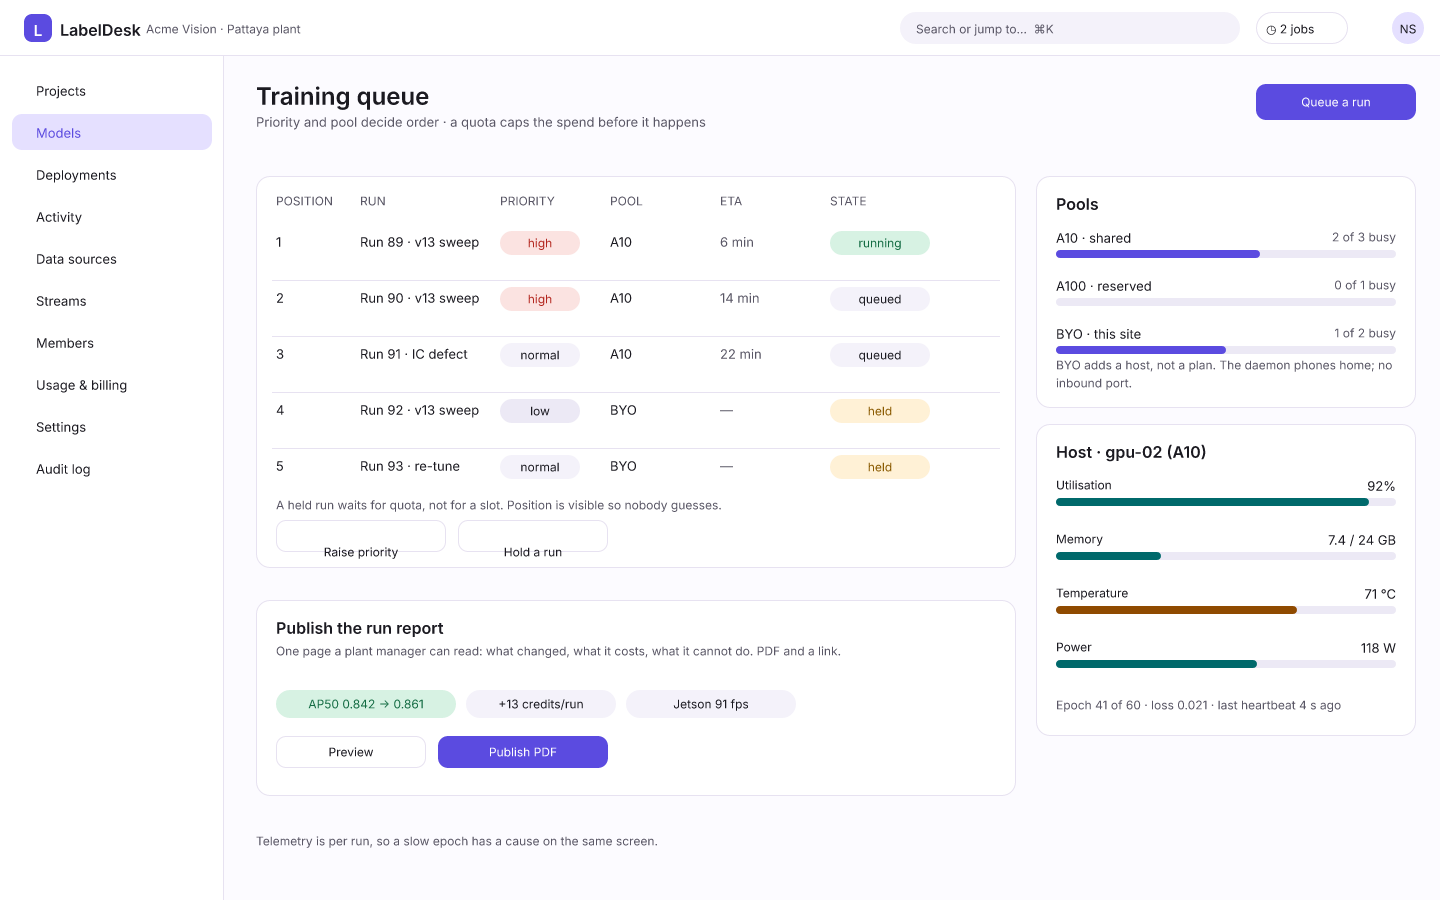 L LabelDesk Acme Vision · Pattaya plant
Search or jump to... ⌘K
◷ 2 jobs
NS
Projects
Models
Deployments
Activity
Data sources
Streams
Members
Usage & billing
Settings
Audit log
Training queue
Priority and pool decide order · a quota caps the spend before it happens
Queue a run
POSITION RUN PRIORITY POOL ETA STATE
1 Run 89 · v13 sweep high A10 6 min running
2 Run 90 · v13 sweep high A10 14 min queued
3 Run 91 · IC defect normal A10 22 min queued
4 Run 92 · v13 sweep low BYO — held
5 Run 93 · re-tune normal BYO — held
A held run waits for quota, not for a slot. Position is visible so nobody guesses.
Raise priority Hold a run
Publish the run report
One page a plant manager can read: what changed, what it costs, what it cannot do. PDF and a link.
AP50 0.842 → 0.861 +13 credits/run Jetson 91 fps
Preview Publish PDF
Telemetry is per run, so a slow epoch has a cause on the same screen.
Pools
A10 · shared 2 of 3 busy
A100 · reserved 0 of 1 busy
BYO · this site 1 of 2 busy
BYO adds a host, not a plan. The daemon phones home; no
inbound port.
Host · gpu-02 (A10)
Utilisation 92%
Memory 7.4 / 24 GB
Temperature 71 °C
Power 118 W
Epoch 41 of 60 · loss 0.021 · last heartbeat 4 s ago